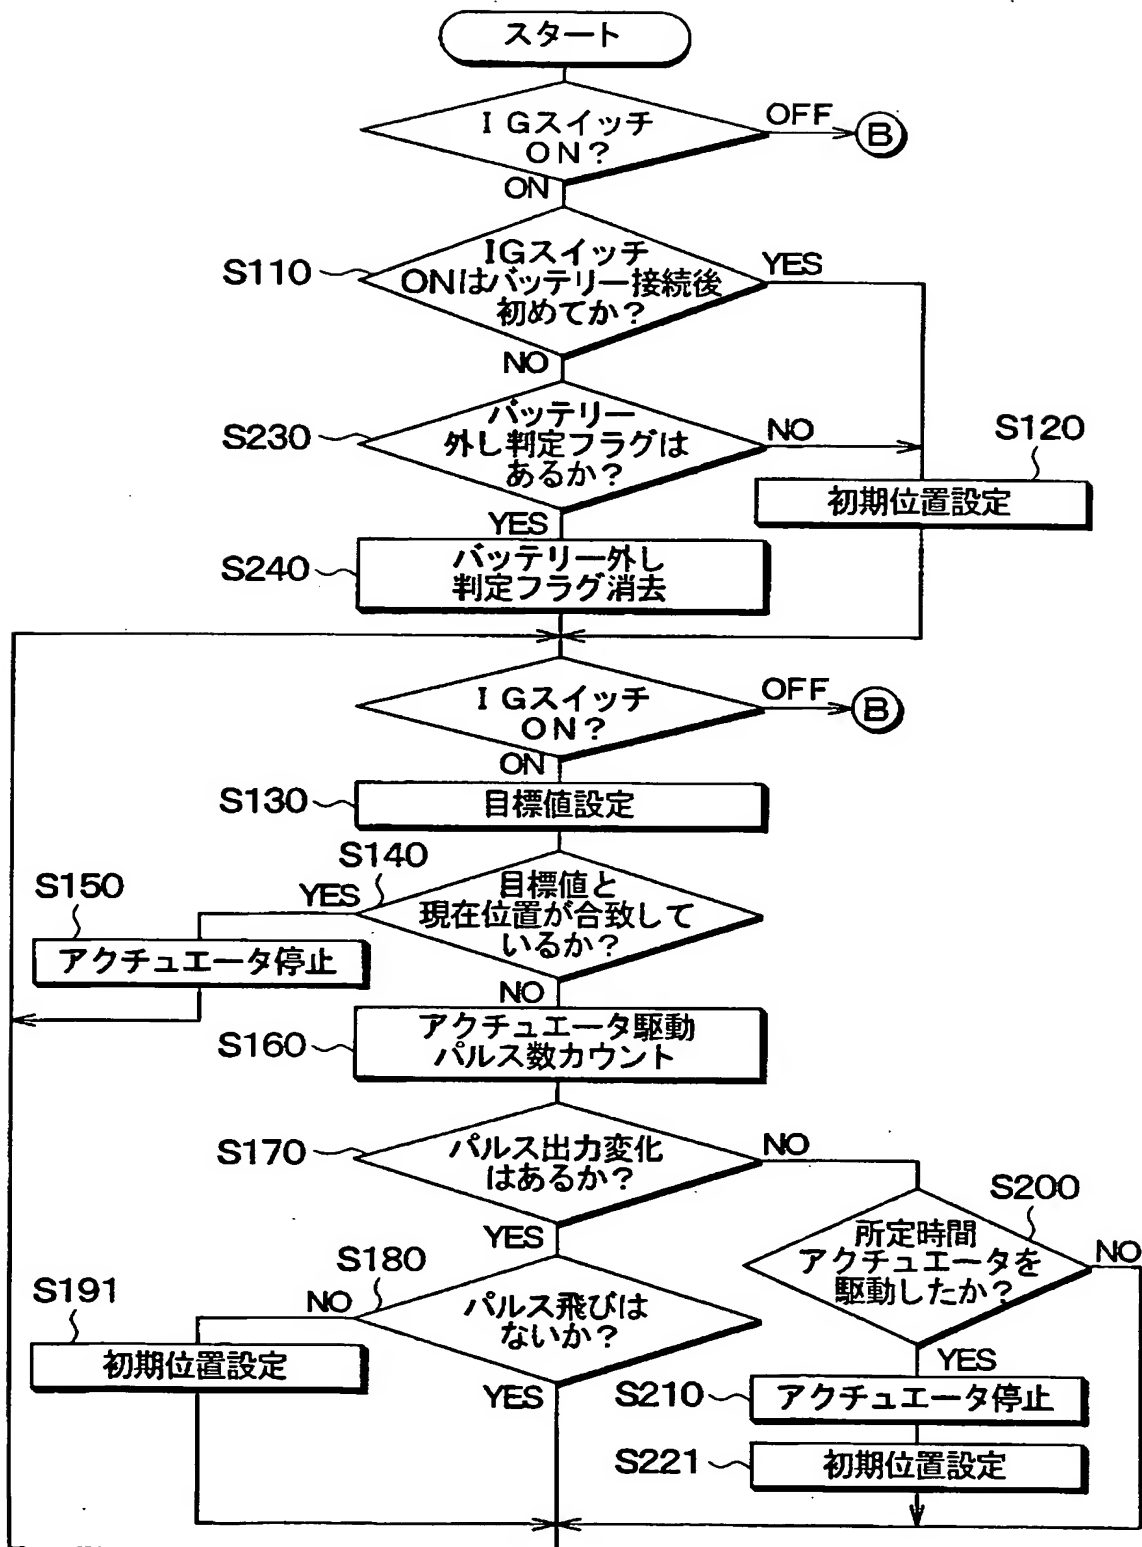 スタート
IGスイッチ
ON?
OFF
B
ON
S110
IGスイッチ
ONはバッテリー接続後
初めてか?
YES
NO
S230
バッテリー
外し判定フラグは
あるか?
NO
S120
初期位置設定
YES
S240
バッテリー外し
判定フラグ消去
IGスイッチ
ON?
OFF
B
ON
S130
目標値設定
S140
目標値と
現在位置が合致して
いるか?
YES
S150
アクチュエータ停止
NO
S160
アクチュエータ駆動
パルス数カウント
S170
パルス出力変化
はあるか?
NO
YES
S200
所定時間
アクチュエータを
駆動したか?
NO
S180
パルス飛びは
ないか?
NO
S191
初期位置設定
YES
YES
S210
アクチュエータ停止
S221
初期位置設定